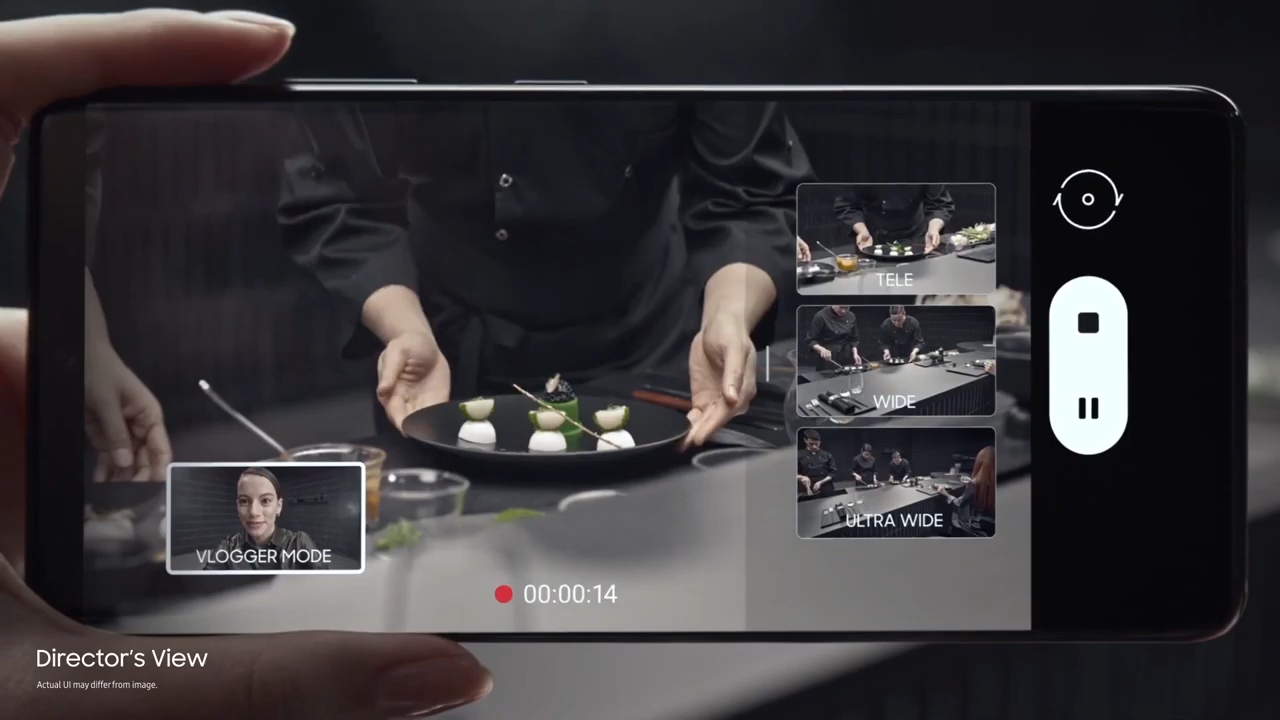 TELE
WIDE
ULTRA WIDE
VLOGGER MODE
00:00:14
Director's View
Actual UI may differ from image.